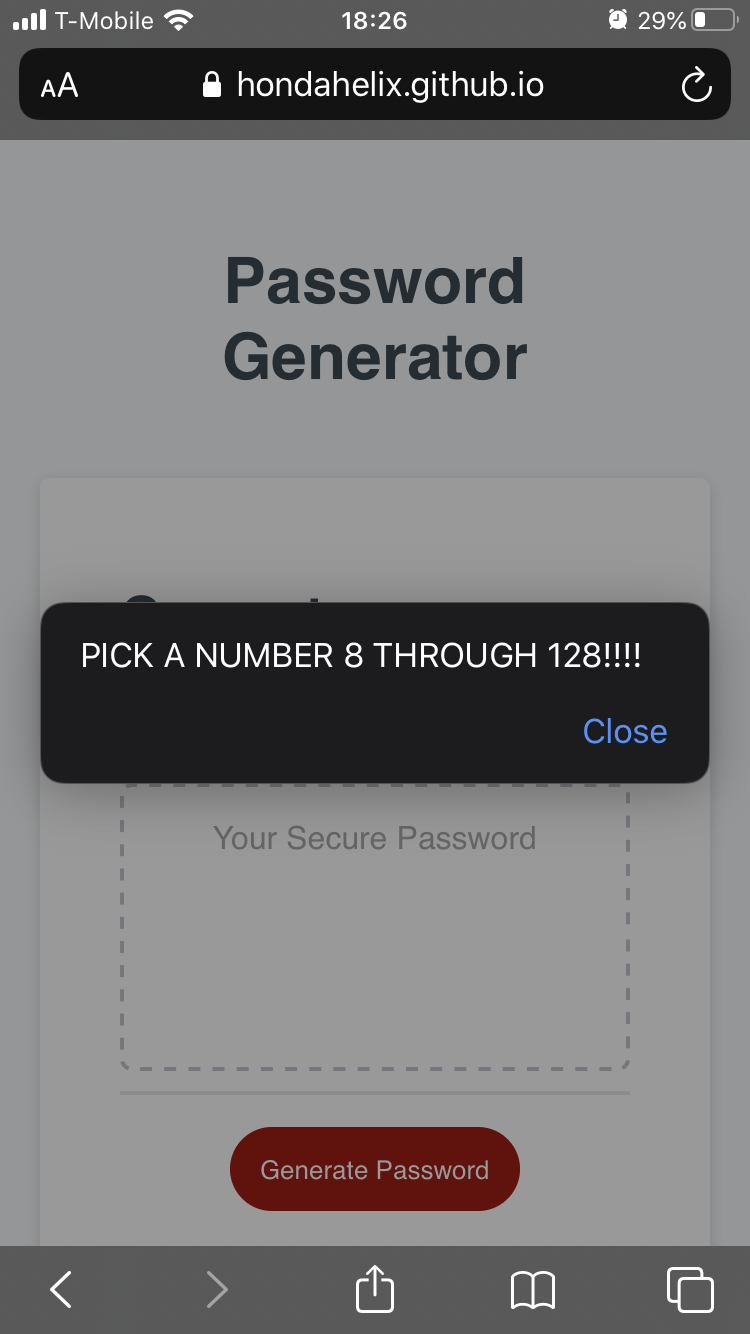 T-Mobile 18:26 29%
AA hondahelix.github.io
Password
Generator
PICK A NUMBER 8 THROUGH 128!!!!
Close
Your Secure Password
Generate Password